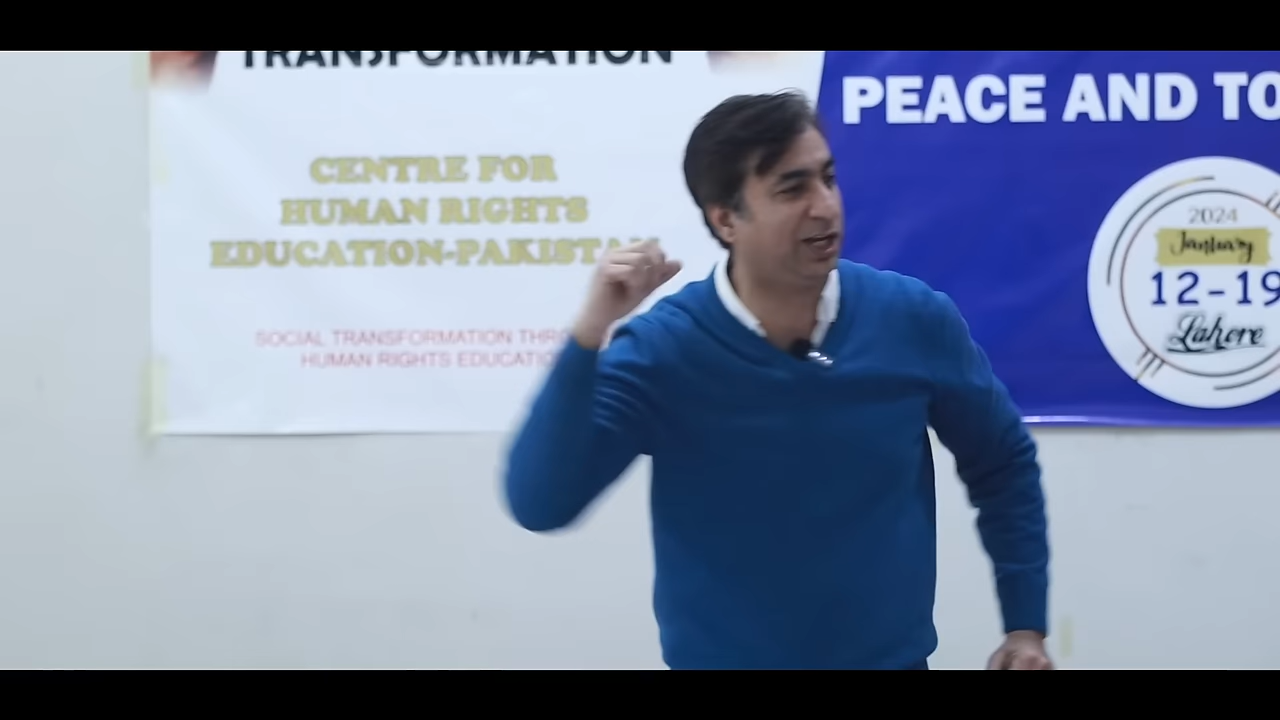 TRANSFORMATION
CENTRE FOR
HUMAN RIGHTS
EDUCATION-PAKISTAN
SOCIAL TRANSFORMATION THRO
HUMAN RIGHTS EDUCATIO
PEACE AND TO
2024
January
12-19
Lahore